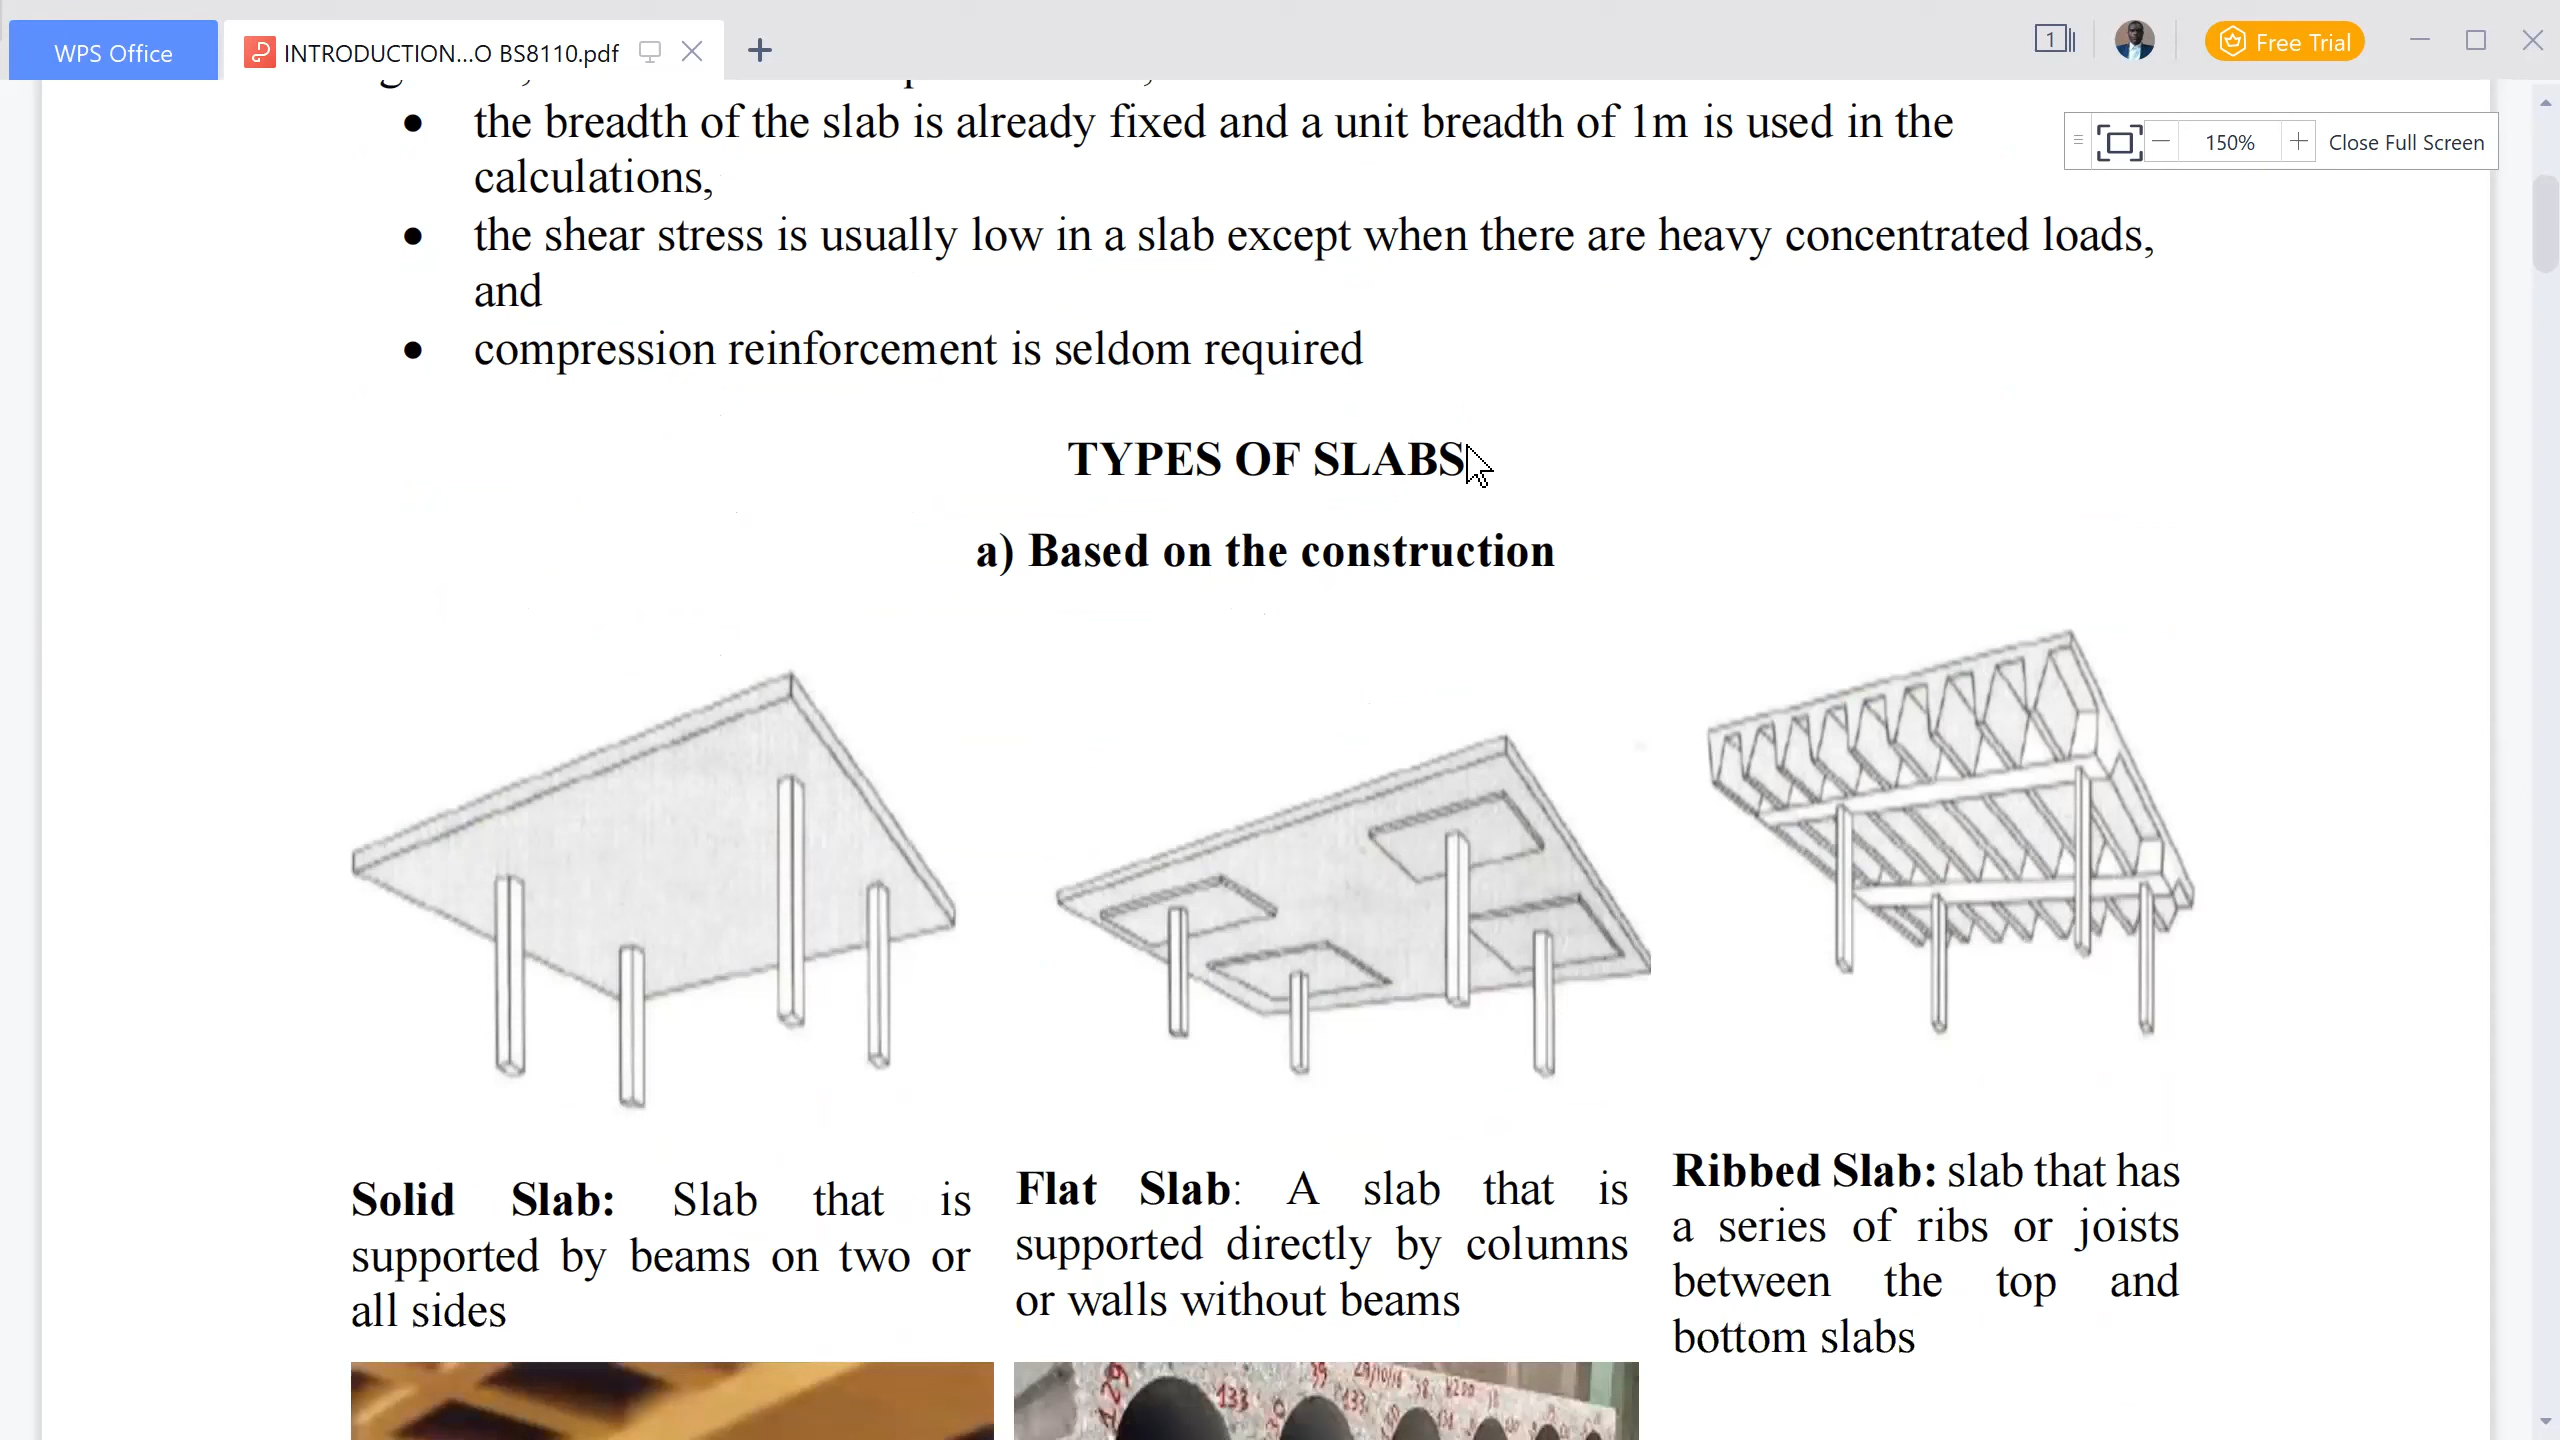 WPS Office
INTRODUCTION...O BS8110.pdf
1
Free Trial
150%
Close Full Screen
the breadth of the slab is already fixed and a unit breadth of 1m is used in the
calculations,
the shear stress is usually low in a slab except when there are heavy concentrated loads,
and
compression reinforcement is seldom required
TYPES OF SLABS
a) Based on the construction
Solid Slab: Slab that is
supported by beams on two or
all sides
Flat Slab: A slab that is
supported directly by columns
or walls without beams
Ribbed Slab: slab that has
a series of ribs or joists
between the top and
bottom slabs
129
133
39
133